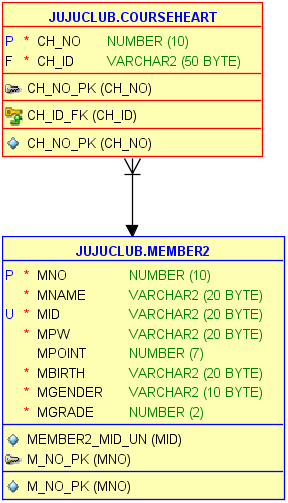 JUJUCLUB.COURSEHEART
P * CH_NO NUMBER (10)
F * CH_ID VARCHAR2 (50 BYTE)
CH_NO_PK (CH_NO)
CH_ID_FK (CH_ID)
CH_NO_PK (CH_NO)
JUJUCLUB.MEMBER2
P * MNO NUMBER (10)
* MNAME VARCHAR2 (20 BYTE)
U * MID VARCHAR2 (20 BYTE)
* MPW VARCHAR2 (20 BYTE)
MPOINT NUMBER (7)
* MBIRTH VARCHAR2 (20 BYTE)
* MGENDER VARCHAR2 (10 BYTE)
* MGRADE NUMBER (2)
MEMBER2_MID_UN (MID)
M_NO_PK (MNO)
M_NO_PK (MNO)